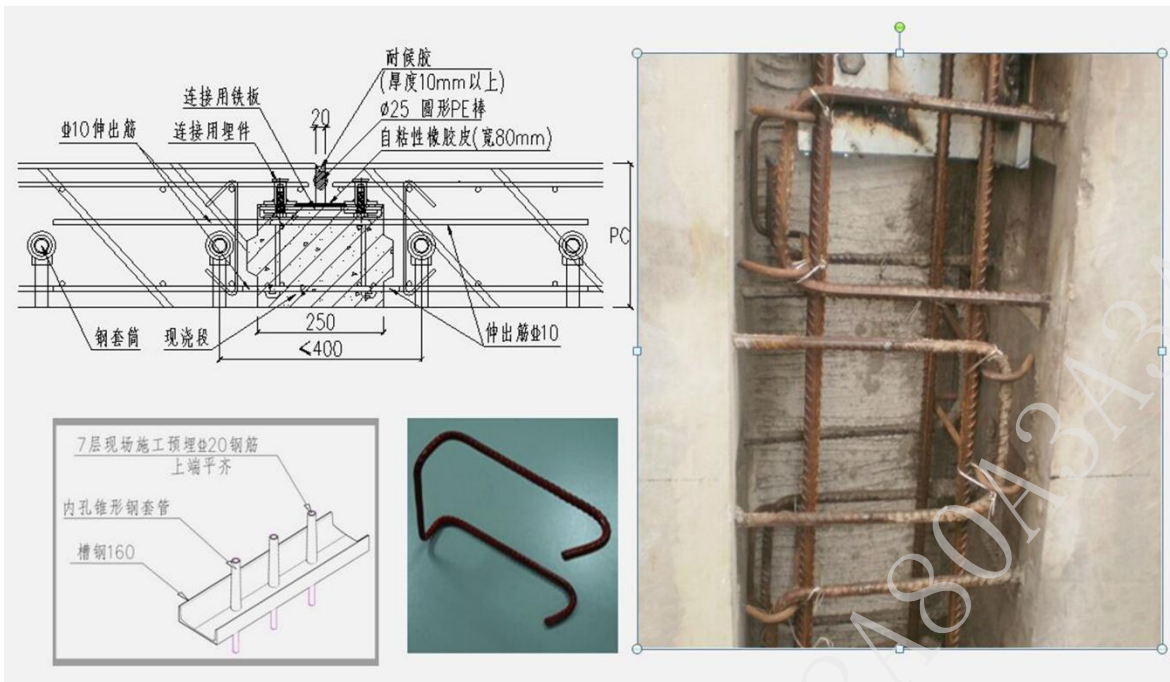 耐候胶
(厚度10mm以上)
连接用铁板
ø25 圆形PE棒
20
Φ10伸出筋
连接用埋件
自粘性橡胶皮(宽80mm)
PC
钢套筒
现浇段
250
伸出筋Φ10
<400
7层现场施工预埋Φ20钢筋
上端平齐
内孔锥形钢套管
槽钢160